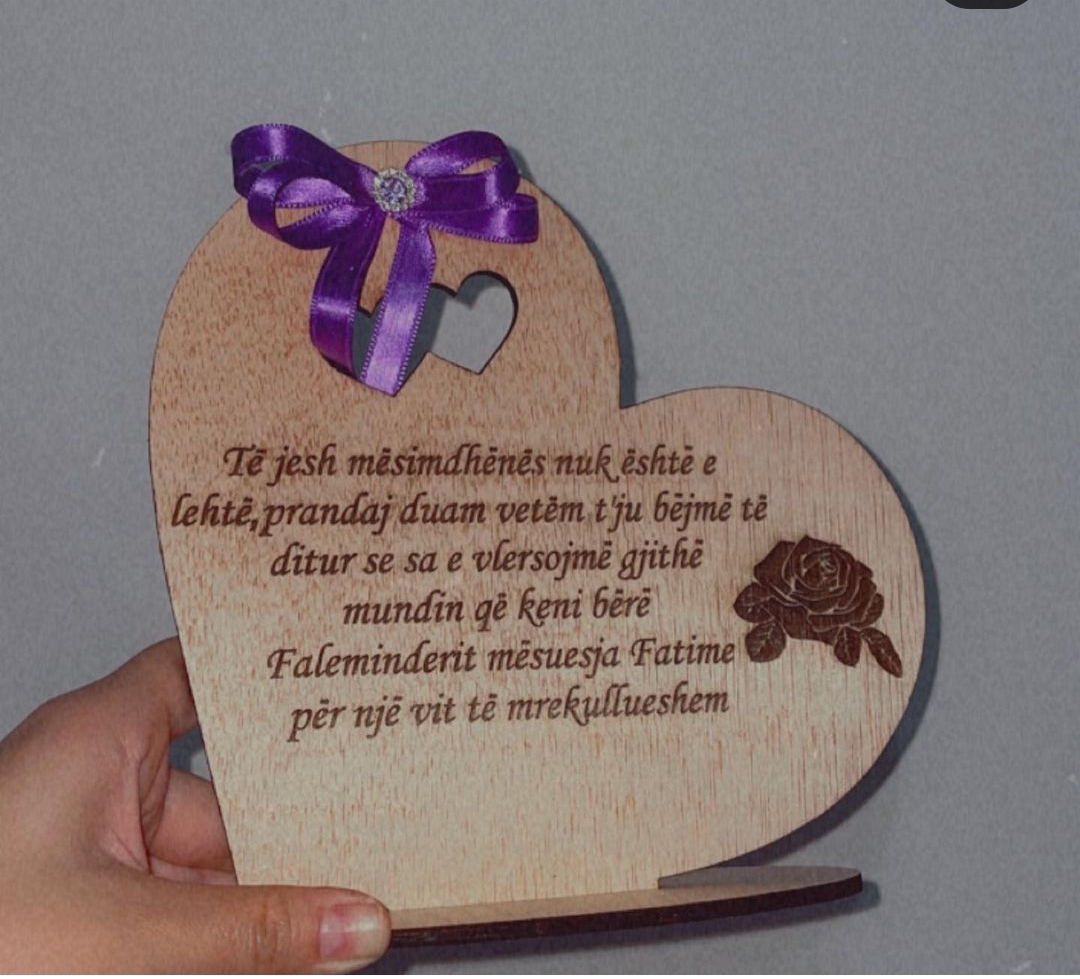 Të jesh mësimdhënës nuk është e
lehtë,prandaj duam vetëm t'ju bëjmë të
ditur se sa e vlersojmë gjithë
mundin që keni bërë
Faleminderit mësuesja Fatime
për një vit të mrekullueshem